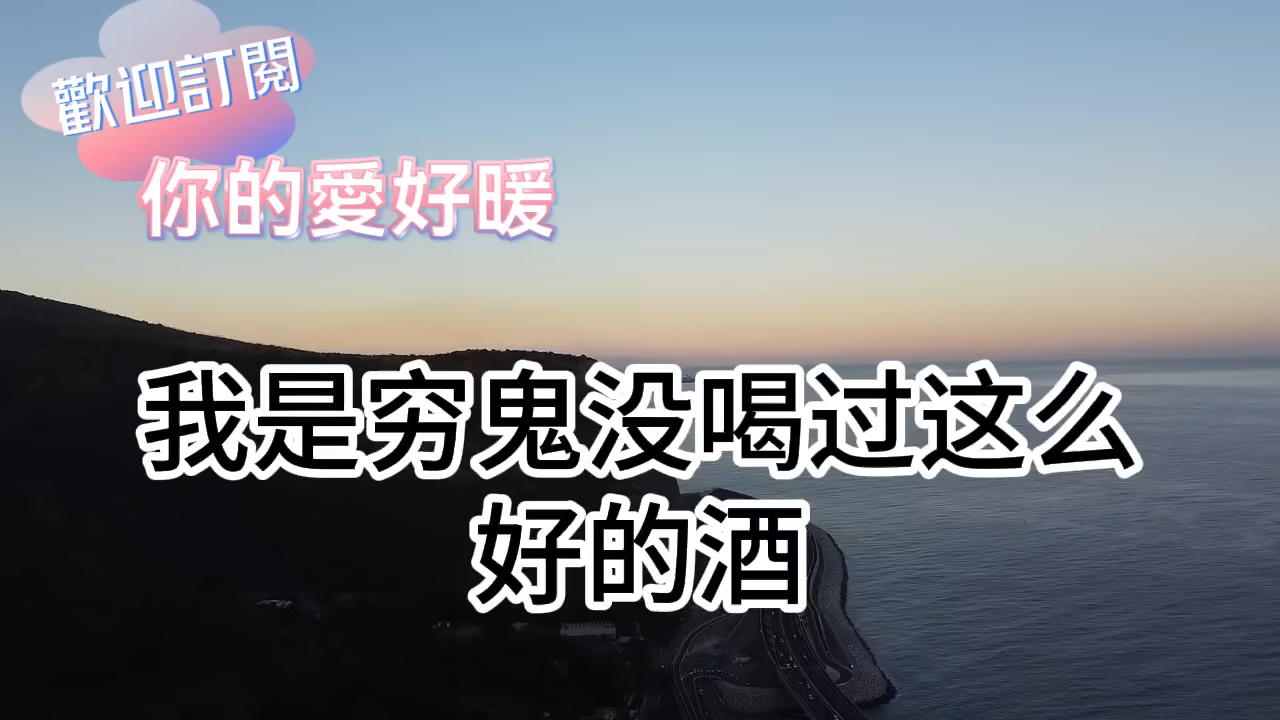 歡迎訂閱
你的愛好暖
我是穷鬼没喝过这么
好的酒